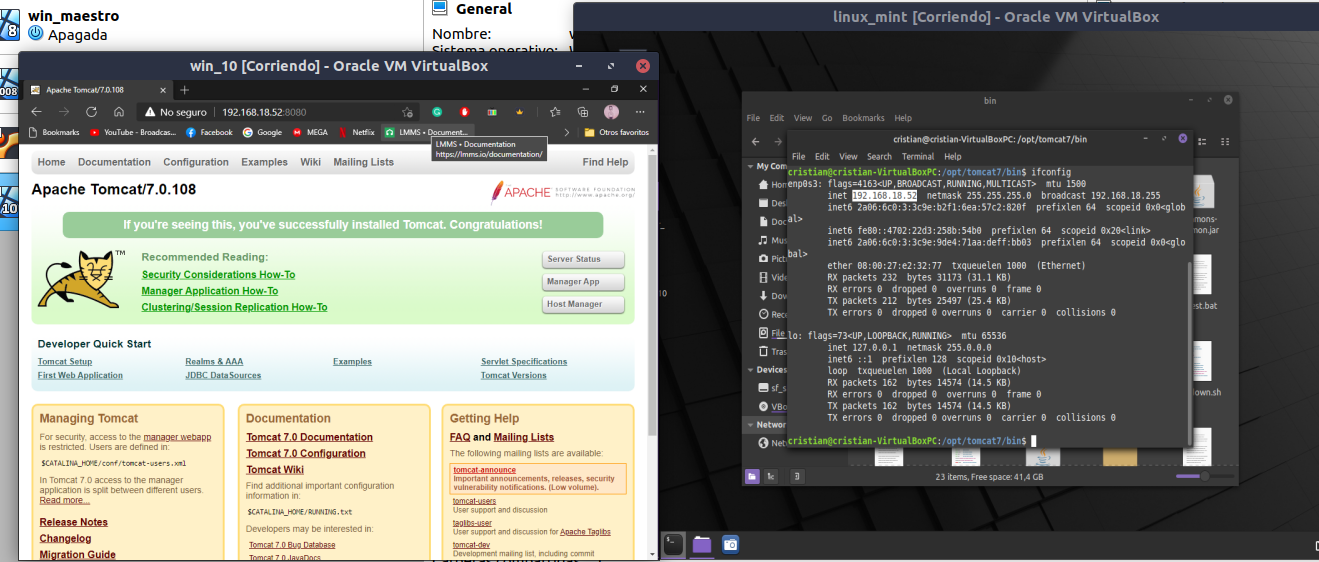 win_maestro
Apagada
General
Nombre:
Sistema operativo:
linux_mint [Corriendo] - Oracle VM VirtualBox
win_10 [Corriendo] - Oracle VM VirtualBox
Apache Tomcat/7.0.108
No seguro
192.168.18.52:8080
Bookmarks
YouTube - Broadcas...
Facebook
Google
MEGA
Netflix
LMMS • Document...
Otros favoritos
LMMS • Documentation
https://lmms.io/documentation/
Home Documentation Configuration Examples Wiki Mailing Lists Find Help
Apache Tomcat/7.0.108
APACHE SOFTWARE FOUNDATION
http://www.apache.org/
If you're seeing this, you've successfully installed Tomcat. Congratulations!
TM
Recommended Reading:
Security Considerations How-To
Manager Application How-To
Clustering/Session Replication How-To
Server Status
Manager App
Host Manager
Developer Quick Start
Tomcat Setup
First Web Application
Realms & AAA
JDBC DataSources
Examples
Servlet Specifications
Tomcat Versions
Managing Tomcat
For security, access to the manager webapp
is restricted. Users are defined in:
$CATALINA_HOME/conf/tomcat-users.xml
In Tomcat 7.0 access to the manager
application is split between different users.
Read more...
Release Notes
Changelog
Migration Guide
Documentation
Tomcat 7.0 Documentation
Tomcat 7.0 Configuration
Tomcat Wiki
Find additional important configuration
information in:
$CATALINA_HOME/RUNNING.txt
Developers may be interested in:
Tomcat 7.0 Bug Database
Tomcat 7.0 JavaDocs
Getting Help
FAQ and Mailing Lists
The following mailing lists are available:
tomcat-announce
Important announcements, releases, security
vulnerability notifications. (Low volume).
tomcat-users
User support and discussion
taglibs-user
User support and discussion for Apache Taglibs
tomcat-dev
Development mailing list, including commit
bin
File Edit View Go Bookmarks Help
cristian@cristian-VirtualBoxPC: /opt/tomcat7/bin
File Edit View Search Terminal Help
cristian@cristian-VirtualBoxPC:/opt/tomcat7/bin$ ifconfig
enp0s3: flags=4163<UP,BROADCAST,RUNNING,MULTICAST> mtu 1500
inet 192.168.18.52 netmask 255.255.255.0 broadcast 192.168.18.255
inet6 2a06:6c0:3:3c9e:b2f1:6ea:57c2:820f prefixlen 64 scopeid 0x0<glob
al>
inet6 fe80::4702:22d3:258b:54b0 prefixlen 64 scopeid 0x20<link>
inet6 2a06:6c0:3:3c9e:9de4:71aa:deff:bb03 prefixlen 64 scopeid 0x0<glo
bal>
ether 08:00:27:e2:32:77 txqueuelen 1000 (Ethernet)
RX packets 232 bytes 31173 (31.1 KB)
RX errors 0 dropped 0 overruns 0 frame 0
TX packets 212 bytes 25497 (25.4 KB)
TX errors 0 dropped 0 overruns 0 carrier 0 collisions 0
lo: flags=73<UP,LOOPBACK,RUNNING> mtu 65536
inet 127.0.0.1 netmask 255.0.0.0
inet6 ::1 prefixlen 128 scopeid 0x10<host>
loop txqueuelen 1000 (Local Loopback)
RX packets 162 bytes 14574 (14.5 KB)
RX errors 0 dropped 0 overruns 0 frame 0
TX packets 162 bytes 14574 (14.5 KB)
TX errors 0 dropped 0 overruns 0 carrier 0 collisions 0
cristian@cristian-VirtualBoxPC:/opt/tomcat7/bin$
My Com
Hom
Des
Doc
Mus
Pict
Vide
Dow
Rec
File
Tras
Devices
sf_s
VBo
Networ
Net
mmons-
mon.jar
est.bat
down.sh
23 items, Free space: 41,4 GB